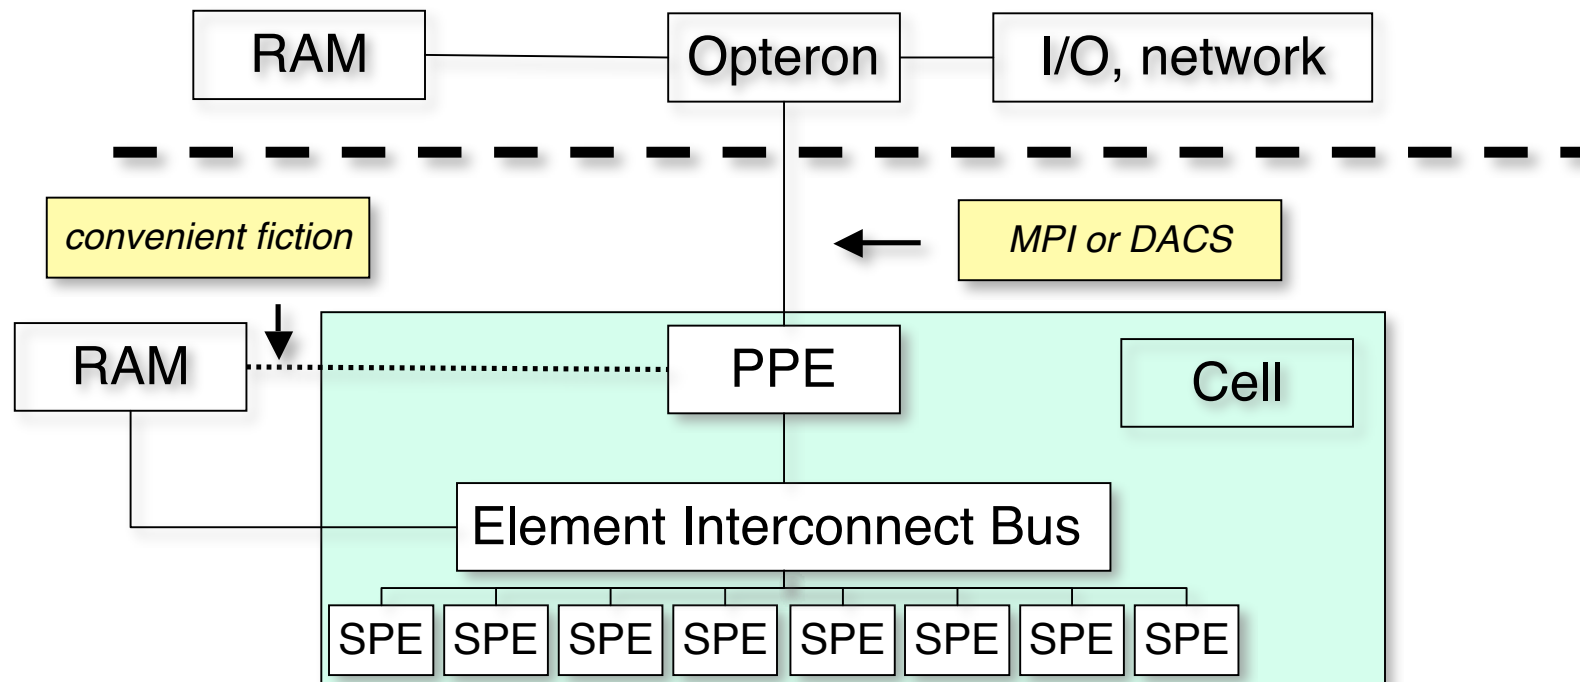 RAM
Opteron
I/O, network
convenient fiction
MPI or DACS
RAM
PPE
Cell
Element Interconnect Bus
SPE
SPE
SPE
SPE
SPE
SPE
SPE
SPE